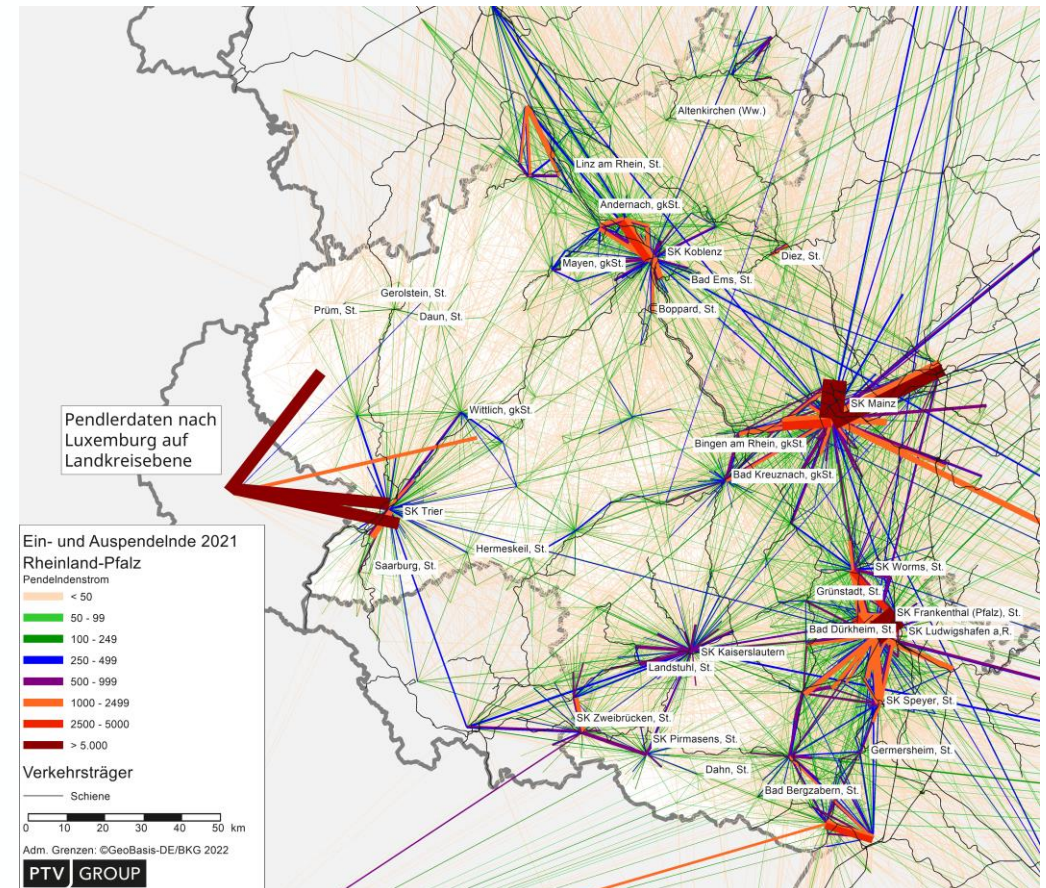 Altenkirchen (Ww.)
Linz am Rhein, St.
Andernach, gkSt.
SK Koblenz
Mayen, gkSt.
Diez, St.
Bad Ems, St.
Gerolstein, St.
Prüm, St.
Boppard, St.
Daun, St.
SK Mainz
Pendlerdaten nach
Luxemburg auf
Landkreisebene
Wittlich, gkSt.
Bingen am Rhein, gkSt.
Bad Kreuznach, gkSt.
SK Trier
Hermeskeil, St.
Saarburg, St.
SK Worms, St.
Grünstadt, St.
SK Frankenthal (Pfalz), St.
Bad Dürkheim, St.
SK Ludwigshafen a.R.
SK Kaiserslautern
Landstuhl, St.
SK Speyer, St.
SK Zweibrücken, St.
SK Pirmasens, St.
Germersheim, St.
Dahn, St.
Bad Bergzabern, St.
Ein- und Auspendelnde 2021
Rheinland-Pfalz
Pendelndenstrom
< 50
50 - 99
100 - 249
250 - 499
500 - 999
1000 - 2499
2500 - 5000
> 5.000
Verkehrsträger
Schiene
0 10 20 30 40 50 km
Adm. Grenzen: ©GeoBasis-DE/BKG 2022
PTV GROUP